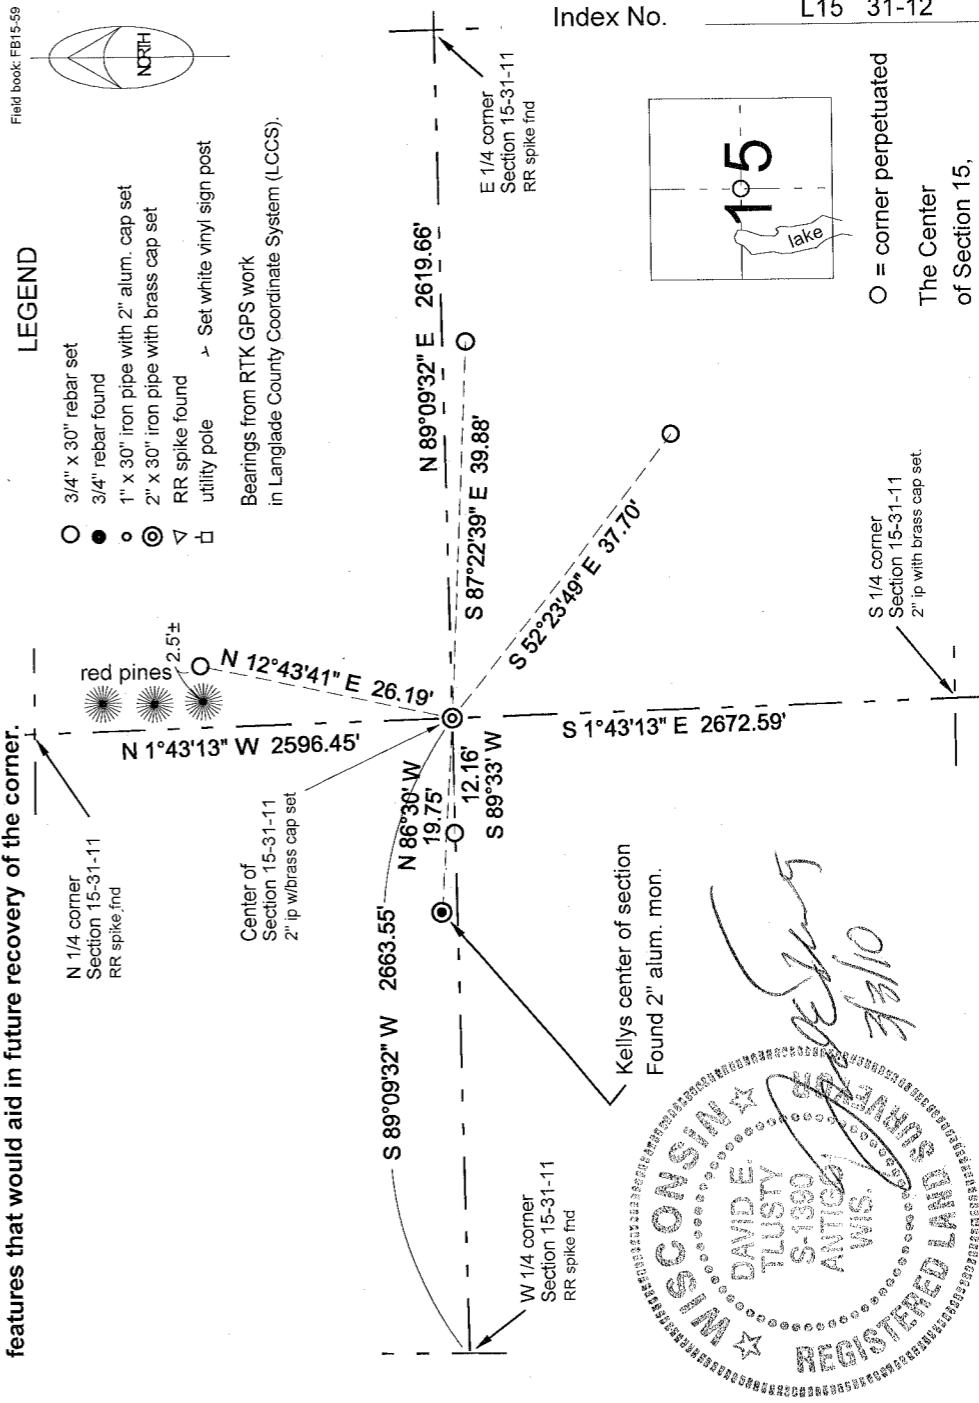 features that would aid in future recovery of the corner.
Index No. L15 31-12
Field book: FB15-59
NORTH
LEGEND
3/4" x 30" rebar set
3/4" rebar found
1" x 30" iron pipe with 2" alum. cap set
2" x 30" iron pipe with brass cap set
RR spike found
utility pole
Set white vinyl sign post
Bearings from RTK GPS work
in Langlade County Coordinate System (LCCS).
N 1/4 corner
Section 15-31-11
RR spike fnd
red pines
2.5'±
N 12°43'41" E 26.19'
N 1°43'13" W 2596.45'
Center of
Section 15-31-11
2" ip w/brass cap set
E 1/4 corner
Section 15-31-11
RR spike fnd
N 89°09'32" E 2619.66'
S 87°22'39" E 39.88'
S 52°23'49" E 37.70'
S 1°43'13" E 2672.59'
S 1/4 corner
Section 15-31-11
2" ip with brass cap set.
N 86°30' W
19.75'
12.16'
S 89°33' W
S 89°09'32" W 2663.55'
W 1/4 corner
Section 15-31-11
RR spike fnd
Kellys center of section
Found 2" alum. mon.
15
lake
O = corner perpetuated
The Center
of Section 15,
WISCONSIN
REGISTERED LAND SURVEYOR
DAVID E.
TLUSTY
S-1390
ANTIGO
WIS.
3/3/10